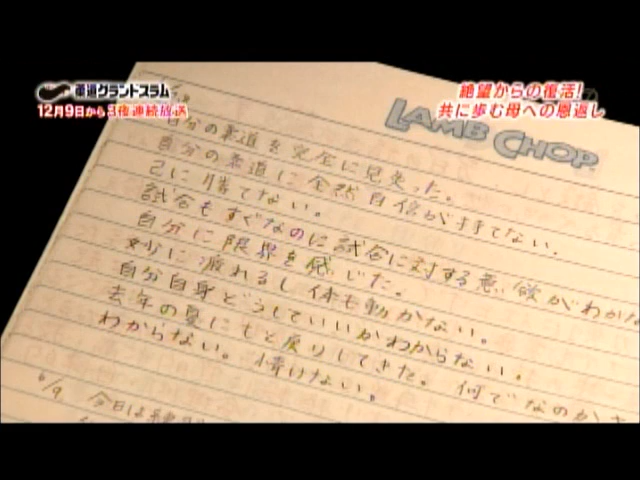 柔道グランドスラム
12月9日から3夜連続放送
絶望からの復活!
共に歩む母への恩返し
LAMB CHOP
自分の柔道を完全に見失った。
自分の柔道に全然自信が持てない。
己に勝てない。
試合もすぐなのに試合に対する意欲がわかな
自分に限界を感じた。
妙に疲れるし体も動かない。
自分自身どうしていいかわからない。
去年の夏にもと戻りしてきた。何でなのかさ
わからない。情けない。
6/9 今日は